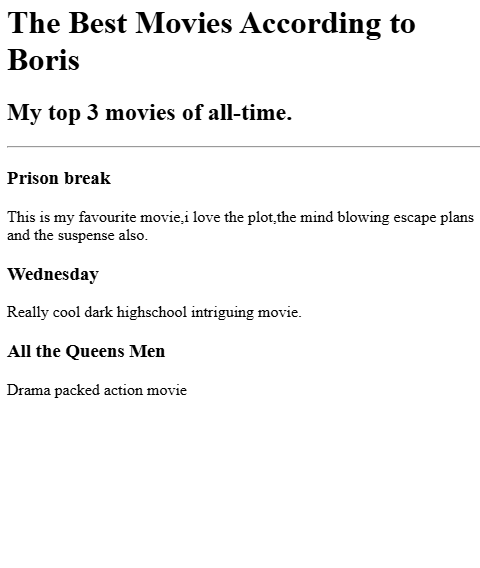 The Best Movies According to
Boris
My top 3 movies of all-time.
Prison break
This is my favourite movie,i love the plot,the mind blowing escape plans
and the suspense also.
Wednesday
Really cool dark highschool intriguing movie.
All the Queens Men
Drama packed action movie